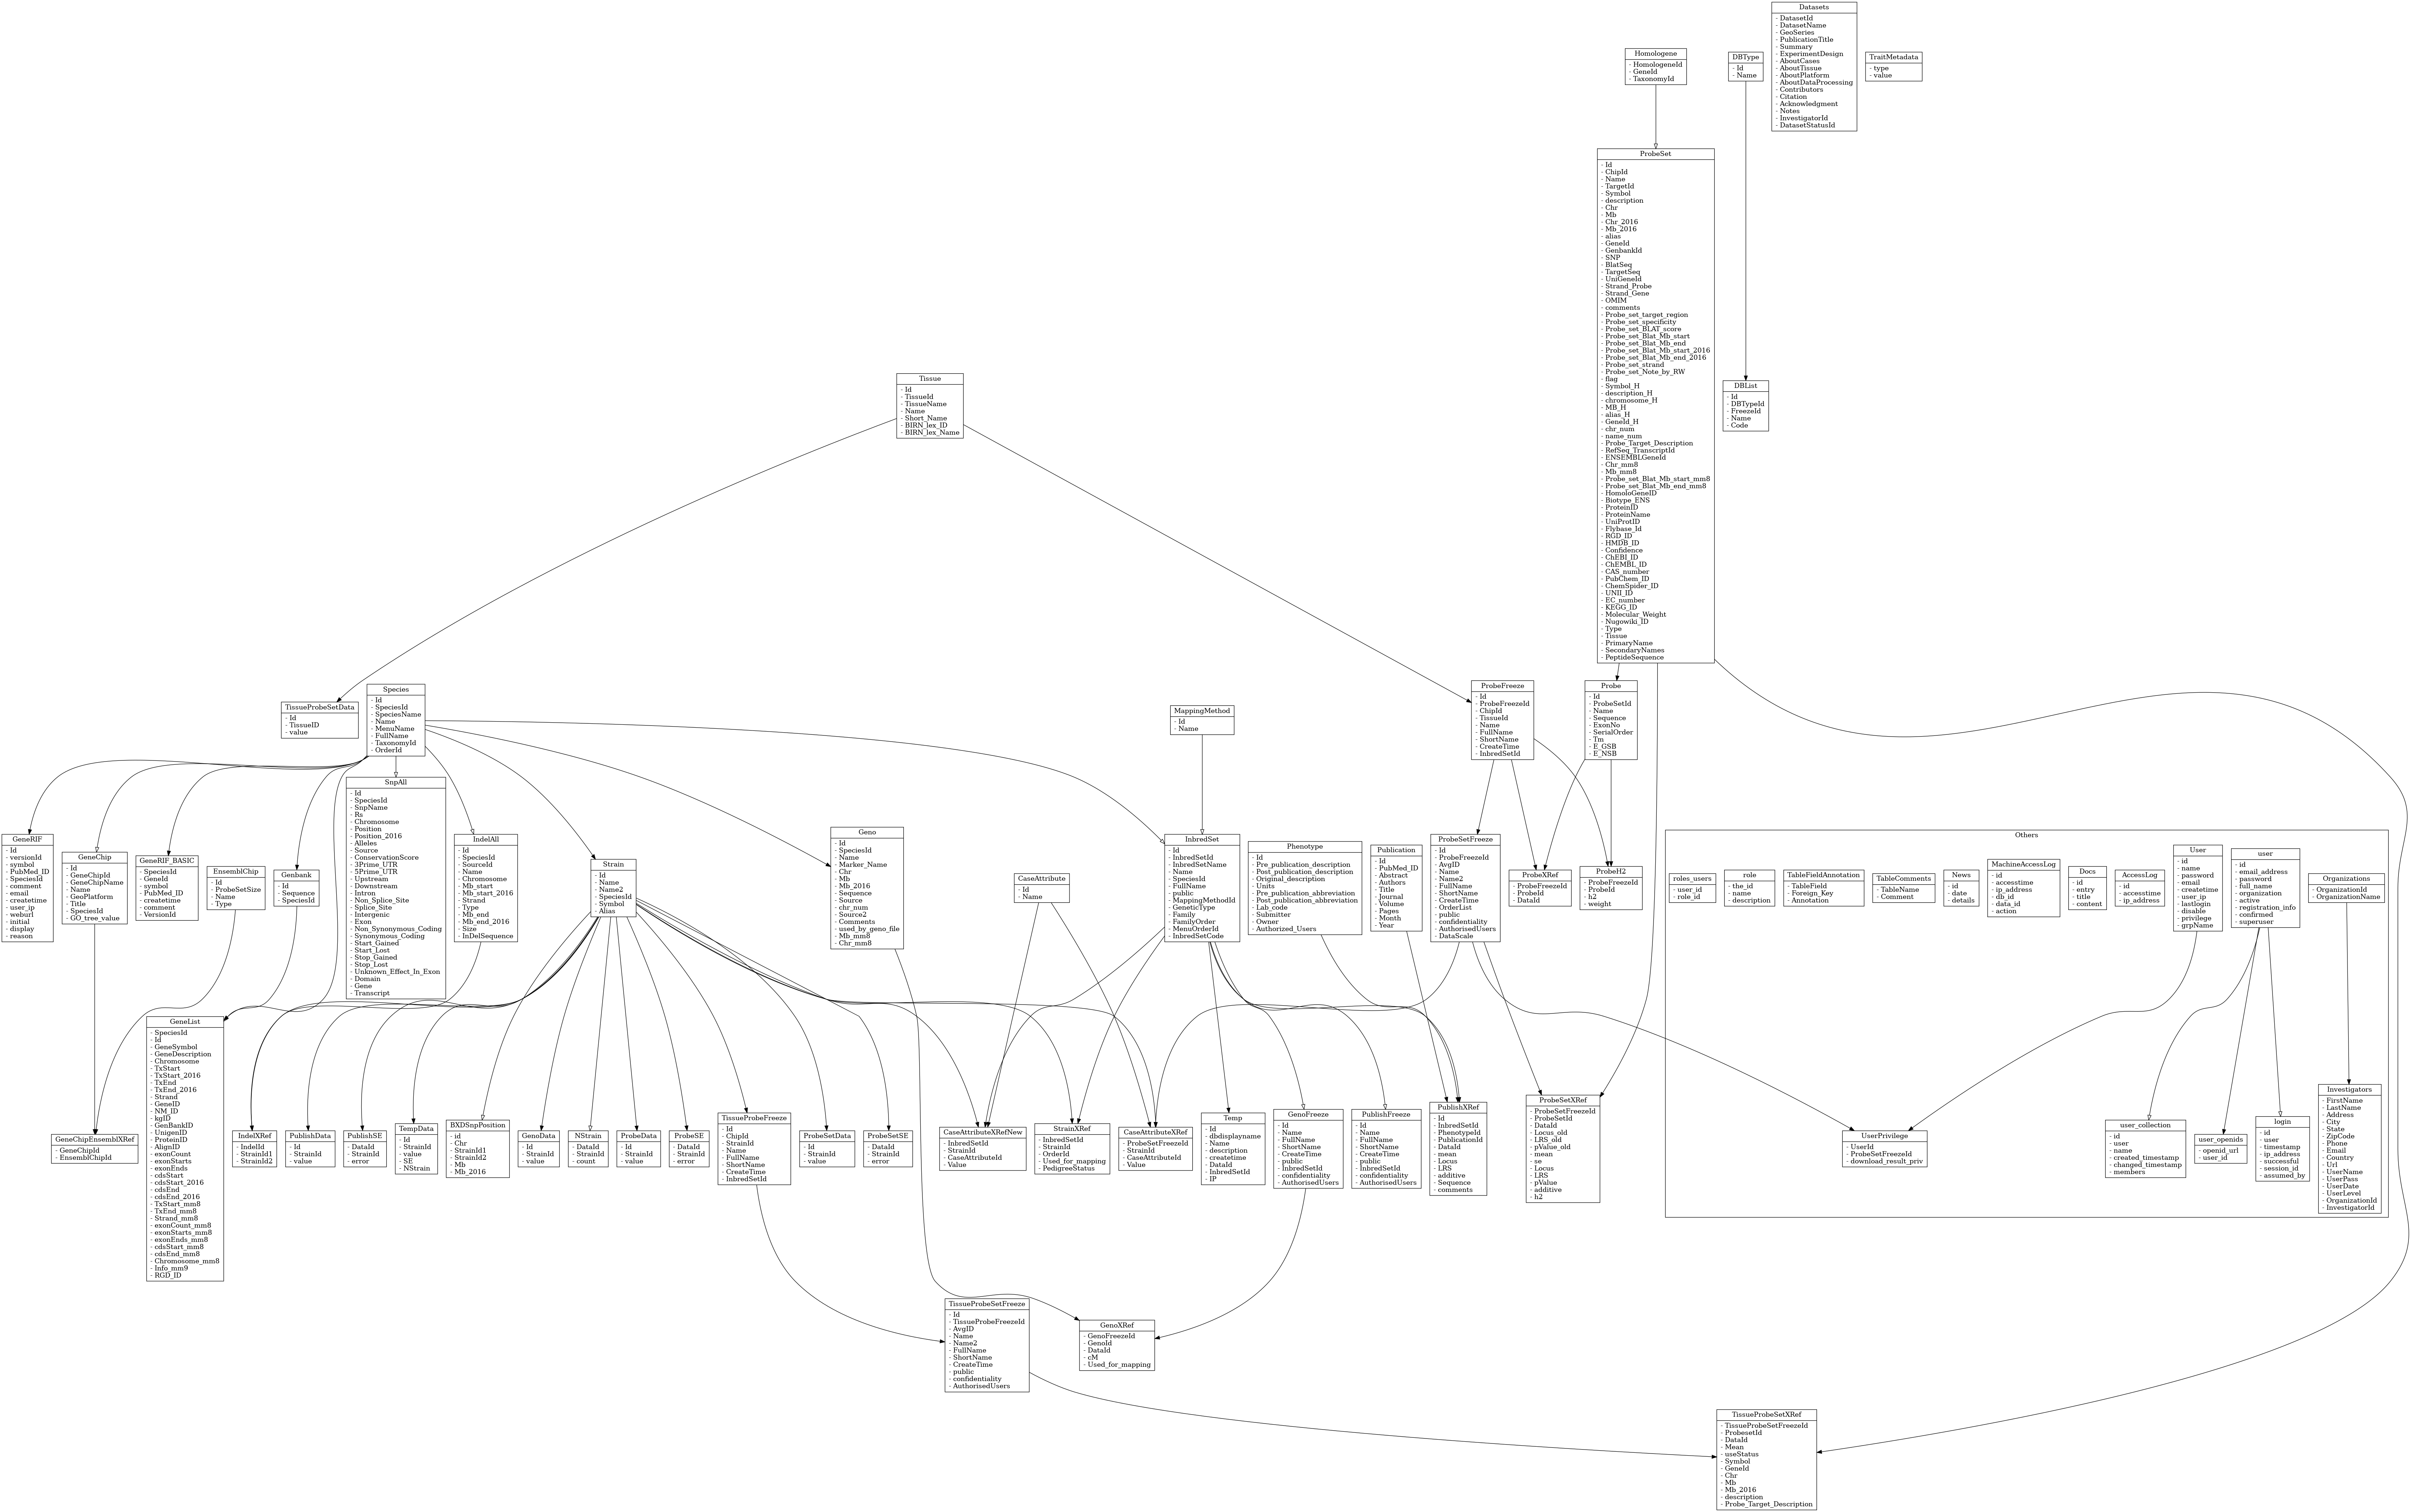 Datasets
- DatasetId
- DatasetName
- GeoSeries
- PublicationTitle
- Summary
- ExperimentDesign
- AboutCases
- AboutTissue
- AboutPlatform
- AboutDataProcessing
- Contributors
- Citation
- Acknowledgment
- Notes
- InvestigatorId
- DatasetStatusId
Homologene
- HomologeneId
- GeneId
- TaxonomyId
DBType
- Id
- Name
TraitMetadata
- type
- value
ProbeSet
- Id
- ChipId
- Name
- TargetId
- Symbol
- description
- Chr
- Mb
- Chr_2016
- Mb_2016
- alias
- GeneId
- GenbankId
- SNP
- BlatSeq
- TargetSeq
- UniGeneId
- Strand_Probe
- Strand_Gene
- OMIM
- comments
- Probe_set_target_region
- Probe_set_specificity
- Probe_set_BLAT_score
- Probe_set_Blat_Mb_start
- Probe_set_Blat_Mb_end
- Probe_set_Blat_Mb_start_2016
- Probe_set_Blat_Mb_end_2016
- Probe_set_strand
- Probe_set_Note_by_RW
- flag
- Symbol_H
- description_H
- chromosome_H
- MB_H
- alias_H
- GeneId_H
- chr_num
- name_num
- Probe_Target_Description
- RefSeq_TranscriptId
- ENSEMBLGeneId
- Chr_mm8
- Mb_mm8
- Probe_set_Blat_Mb_start_mm8
- Probe_set_Blat_Mb_end_mm8
- HomoloGeneID
- Biotype_ENS
- ProteinID
- ProteinName
- UniProtID
- Flybase_Id
- RGD_ID
- HMDB_ID
- Confidence
- ChEBI_ID
- ChEMBL_ID
- CAS_number
- PubChem_ID
- ChemSpider_ID
- UNII_ID
- EC_number
- KEGG_ID
- Molecular_Weight
- Nugowiki_ID
- Type
- Tissue
- PrimaryName
- SecondaryNames
- PeptideSequence
Tissue
- Id
- TissueId
- TissueName
- Name
- Short_Name
- BIRN_lex_ID
- BIRN_lex_Name
DBList
- Id
- DBTypeId
- FreezeId
- Name
- Code
TissueProbeSetData
- Id
- TissueID
- value
Species
- Id
- SpeciesId
- SpeciesName
- Name
- MenuName
- FullName
- TaxonomyId
- OrderId
MappingMethod
- Id
- Name
ProbeFreeze
- Id
- ProbeFreezeId
- ChipId
- TissueId
- Name
- FullName
- ShortName
- CreateTime
- InbredSetId
Probe
- Id
- ProbeSetId
- Name
- Sequence
- ExonNo
- SerialOrder
- Tm
- E_GSB
- E_NSB
GeneRIF
- Id
- versionId
- symbol
- PubMed_ID
- SpeciesId
- comment
- email
- createtime
- user_ip
- weburl
- initial
- display
- reason
GeneChip
- Id
- GeneChipId
- GeneChipName
- Name
- GeoPlatform
- Title
- SpeciesId
- GO_tree_value
GeneRIF_BASIC
- SpeciesId
- GeneId
- symbol
- PubMed_ID
- createtime
- comment
- VersionId
EnsemblChip
- Id
- ProbeSetSize
- Name
- Type
Genbank
- Id
- Sequence
- SpeciesId
SnpAll
- Id
- SpeciesId
- SnpName
- Rs
- Chromosome
- Position
- Position_2016
- Alleles
- Source
- ConservationScore
- 3Prime_UTR
- 5Prime_UTR
- Upstream
- Downstream
- Intron
- Non_Splice_Site
- Splice_Site
- Intergenic
- Exon
- Non_Synonymous_Coding
- Synonymous_Coding
- Start_Gained
- Start_Lost
- Stop_Gained
- Stop_Lost
- Unknown_Effect_In_Exon
- Domain
- Gene
- Transcript
IndelAll
- Id
- SpeciesId
- SourceId
- Name
- Chromosome
- Mb_start
- Mb_start_2016
- Strand
- Type
- Mb_end
- Mb_end_2016
- Size
- InDelSequence
Strain
- Id
- Name
- Name2
- SpeciesId
- Symbol
- Alias
Geno
- Id
- SpeciesId
- Name
- Marker_Name
- Chr
- Mb
- Mb_2016
- Sequence
- Source
- chr_num
- Source2
- Comments
- used_by_geno_file
- Mb_mm8
- Chr_mm8
CaseAttribute
- Id
- Name
InbredSet
- Id
- InbredSetId
- InbredSetName
- Name
- SpeciesId
- FullName
- public
- MappingMethodId
- GeneticType
- Family
- FamilyOrder
- MenuOrderId
- InbredSetCode
Phenotype
- Id
- Pre_publication_description
- Post_publication_description
- Original_description
- Units
- Pre_publication_abbreviation
- Post_publication_abbreviation
- Lab_code
- Submitter
- Owner
- Authorized_Users
Publication
- Id
- PubMed_ID
- Abstract
- Authors
- Title
- Journal
- Volume
- Pages
- Month
- Year
ProbeSetFreeze
- Id
- ProbeFreezeId
- AvgID
- Name
- Name2
- FullName
- ShortName
- CreateTime
- OrderList
- public
- confidentiality
- AuthorisedUsers
- DataScale
ProbeXRef
- ProbeFreezeId
- ProbeId
- DataId
ProbeH2
- ProbeFreezeId
- ProbeId
- h2
- weight
Others
roles_users
- user_id
- role_id
role
- the_id
- name
- description
TableFieldAnnotation
- TableField
- Foreign_Key
- Annotation
TableComments
- TableName
- Comment
News
- id
- date
- details
MachineAccessLog
- id
- accesstime
- ip_address
- db_id
- data_id
- action
Docs
- id
- entry
- title
- content
AccessLog
- id
- accesstime
- ip_address
User
- id
- name
- password
- email
- createtime
- user_ip
- lastlogin
- disable
- privilege
- grpName
user
- id
- email_address
- password
- full_name
- organization
- active
- registration_info
- confirmed
- superuser
Organizations
- OrganizationId
- OrganizationName
GeneChipEnsemblXRef
- GeneChipId
- EnsemblChipId
GeneList
- SpeciesId
- Id
- GeneSymbol
- GeneDescription
- Chromosome
- TxStart
- TxStart_2016
- TxEnd
- TxEnd_2016
- Strand
- GeneID
- NM_ID
- kgID
- GenBankID
- UnigenID
- ProteinID
- AlignID
- exonCount
- exonStarts
- exonEnds
- cdsStart
- cdsStart_2016
- cdsEnd
- cdsEnd_2016
- TxStart_mm8
- TxEnd_mm8
- Strand_mm8
- exonCount_mm8
- exonStarts_mm8
- exonEnds_mm8
- cdsStart_mm8
- cdsEnd_mm8
- Chromosome_mm8
- Info_mm9
- RGD_ID
IndelXRef
- IndelId
- StrainId1
- StrainId2
PublishData
- Id
- StrainId
- value
PublishSE
- DataId
- StrainId
- error
TempData
- Id
- StrainId
- value
- SE
- NStrain
BXDSnpPosition
- id
- Chr
- StrainId1
- StrainId2
- Mb
- Mb_2016
GenoData
- Id
- StrainId
- value
NStrain
- DataId
- StrainId
- count
ProbeData
- Id
- StrainId
- value
ProbeSE
- DataId
- StrainId
- error
TissueProbeFreeze
- Id
- ChipId
- StrainId
- Name
- FullName
- ShortName
- CreateTime
- InbredSetId
ProbeSetData
- Id
- StrainId
- value
ProbeSetSE
- DataId
- StrainId
- error
CaseAttributeXRefNew
- InbredSetId
- StrainId
- CaseAttributeId
- Value
StrainXRef
- InbredSetId
- StrainId
- OrderId
- Used_for_mapping
- PedigreeStatus
CaseAttributeXRef
- ProbeSetFreezeId
- StrainId
- CaseAttributeId
- Value
Temp
- Id
- dbdisplayname
- Name
- description
- createtime
- DataId
- InbredSetId
- IP
GenoFreeze
- Id
- Name
- FullName
- ShortName
- CreateTime
- public
- InbredSetId
- confidentiality
- AuthorisedUsers
PublishFreeze
- Id
- Name
- FullName
- ShortName
- CreateTime
- public
- InbredSetId
- confidentiality
- AuthorisedUsers
PublishXRef
- Id
- InbredSetId
- PhenotypeId
- PublicationId
- DataId
- mean
- Locus
- LRS
- additive
- Sequence
- comments
ProbeSetXRef
- ProbeSetFreezeId
- ProbeSetId
- DataId
- Locus_old
- LRS_old
- pValue_old
- mean
- se
- Locus
- LRS
- pValue
- additive
- h2
UserPrivilege
- UserId
- ProbeSetFreezeId
- download_result_priv
user_collection
- id
- user
- name
- created_timestamp
- changed_timestamp
- members
user_openids
- openid_url
- user_id
login
- id
- user
- timestamp
- ip_address
- successful
- session_id
- assumed_by
Investigators
- FirstName
- LastName
- Address
- City
- State
- ZipCode
- Phone
- Email
- Country
- Url
- UserName
- UserPass
- UserDate
- UserLevel
- OrganizationId
- InvestigatorId
TissueProbeSetFreeze
- Id
- TissueProbeFreezeId
- AvgID
- Name
- Name2
- FullName
- ShortName
- CreateTime
- public
- confidentiality
- AuthorisedUsers
GenoXRef
- GenoFreezeId
- GenoId
- DataId
- cM
- Used_for_mapping
TissueProbeSetXRef
- TissueProbeSetFreezeId
- ProbesetId
- DataId
- Mean
- useStatus
- Symbol
- GeneId
- Chr
- Mb
- Mb_2016
- description
- Probe_Target_Description